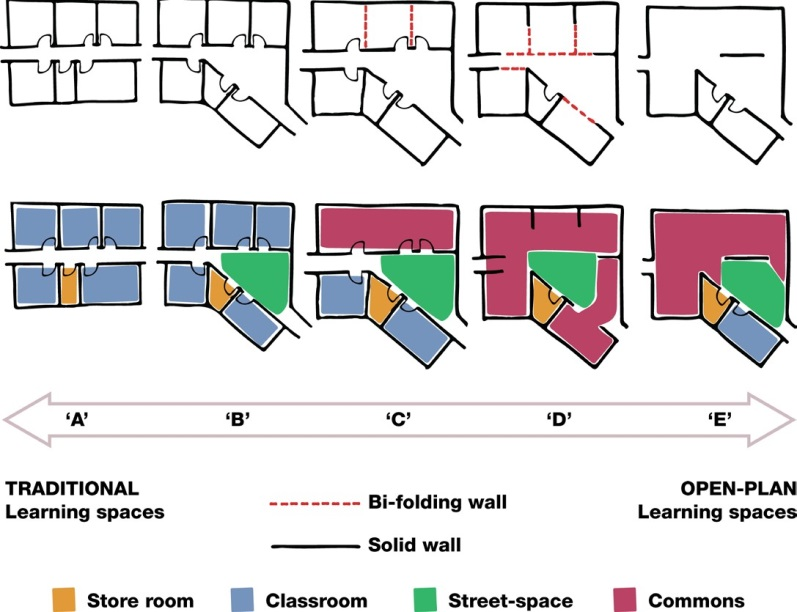 ‘A’ ‘B’ ‘C’ ‘D’ ‘E’
TRADITIONAL
Learning spaces
OPEN-PLAN
Learning spaces
Bi-folding wall
Solid wall
Store room Classroom Street-space Commons